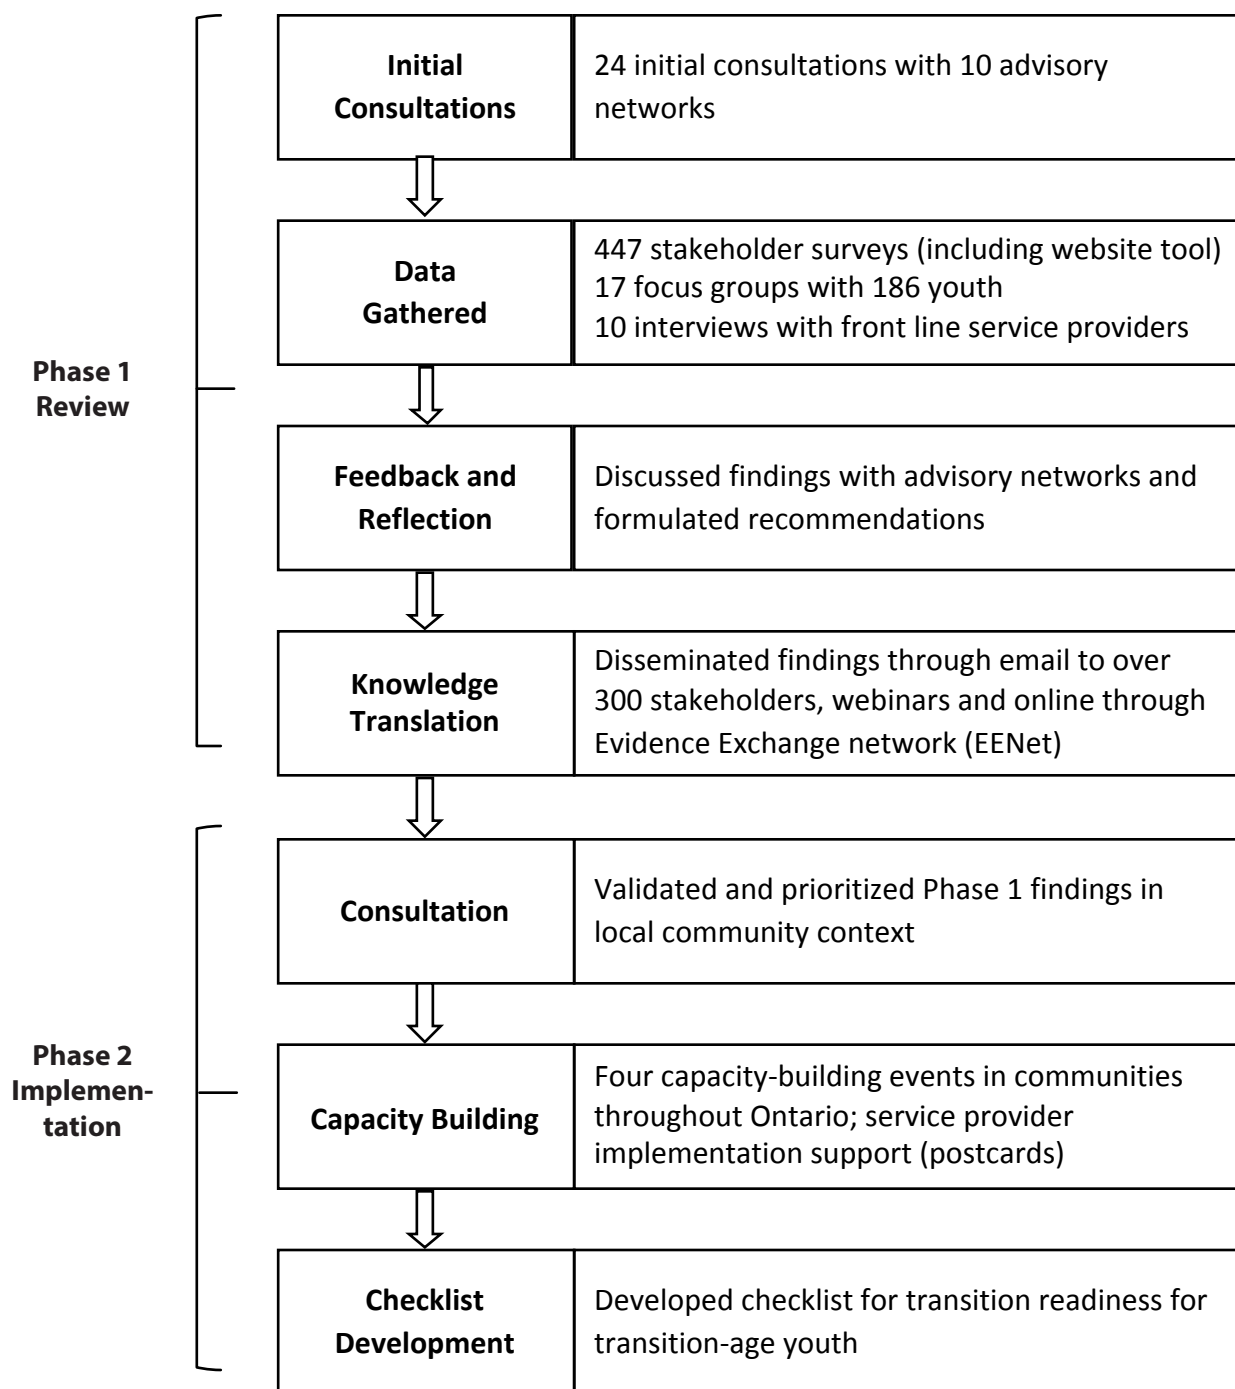 Initial
Consultations
24 initial consultations with 10 advisory
networks
Data
Gathered
447 stakeholder surveys (including website tool)
17 focus groups with 186 youth
10 interviews with front line service providers
Phase 1
Review
Feedback and
Reflection
Discussed findings with advisory networks and
formulated recommendations
Knowledge
Translation
Disseminated findings through email to over
300 stakeholders, webinars and online through
Evidence Exchange network (EENet)
Consultation
Validated and prioritized Phase 1 findings in
local community context
Phase 2
Implemen-
tation
Capacity Building
Four capacity-building events in communities
throughout Ontario; service provider
implementation support (postcards)
Checklist
Development
Developed checklist for transition readiness for
transition-age youth